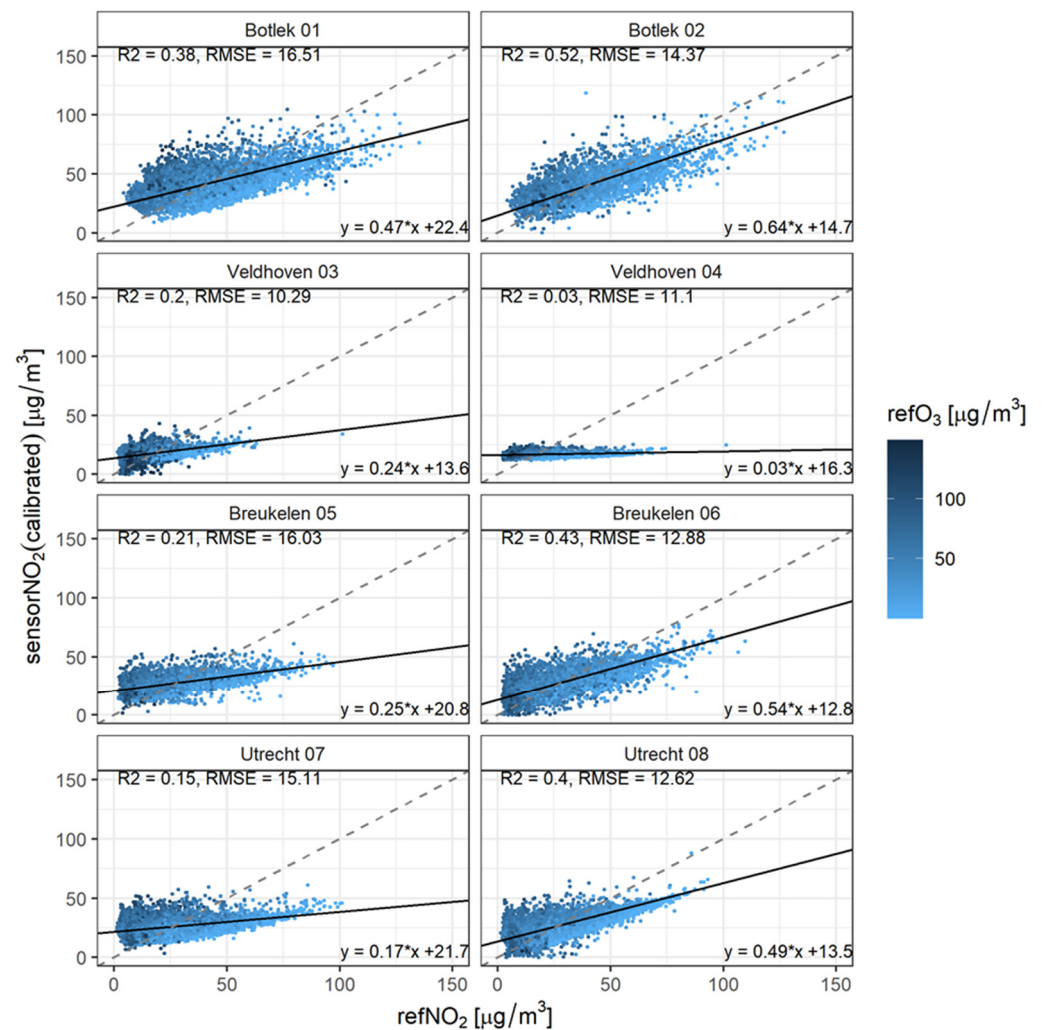 Botlek 01
R2 = 0.38, RMSE = 16.51
150
100
50
0
y = 0.47*x +22.4
Botlek 02
R2 = 0.52, RMSE = 14.37
y = 0.64*x +14.7
Veldhoven 03
R2 = 0.2, RMSE = 10.29
150
100
50
0
y = 0.24*x +13.6
Veldhoven 04
R2 = 0.03, RMSE = 11.1
y = 0.03*x +16.3
Breukelen 05
R2 = 0.21, RMSE = 16.03
150
100
50
0
y = 0.25*x +20.8
Breukelen 06
R2 = 0.43, RMSE = 12.88
y = 0.54*x +12.8
Utrecht 07
R2 = 0.15, RMSE = 15.11
150
100
50
0
y = 0.17*x +21.7
Utrecht 08
R2 = 0.4, RMSE = 12.62
y = 0.49*x +13.5
0 50 100 150
0 50 100 150
refNO₂ [μg/m³]
sensorNO₂(calibrated) [μg/m³]
refO₃ [μg/m³]
100
50